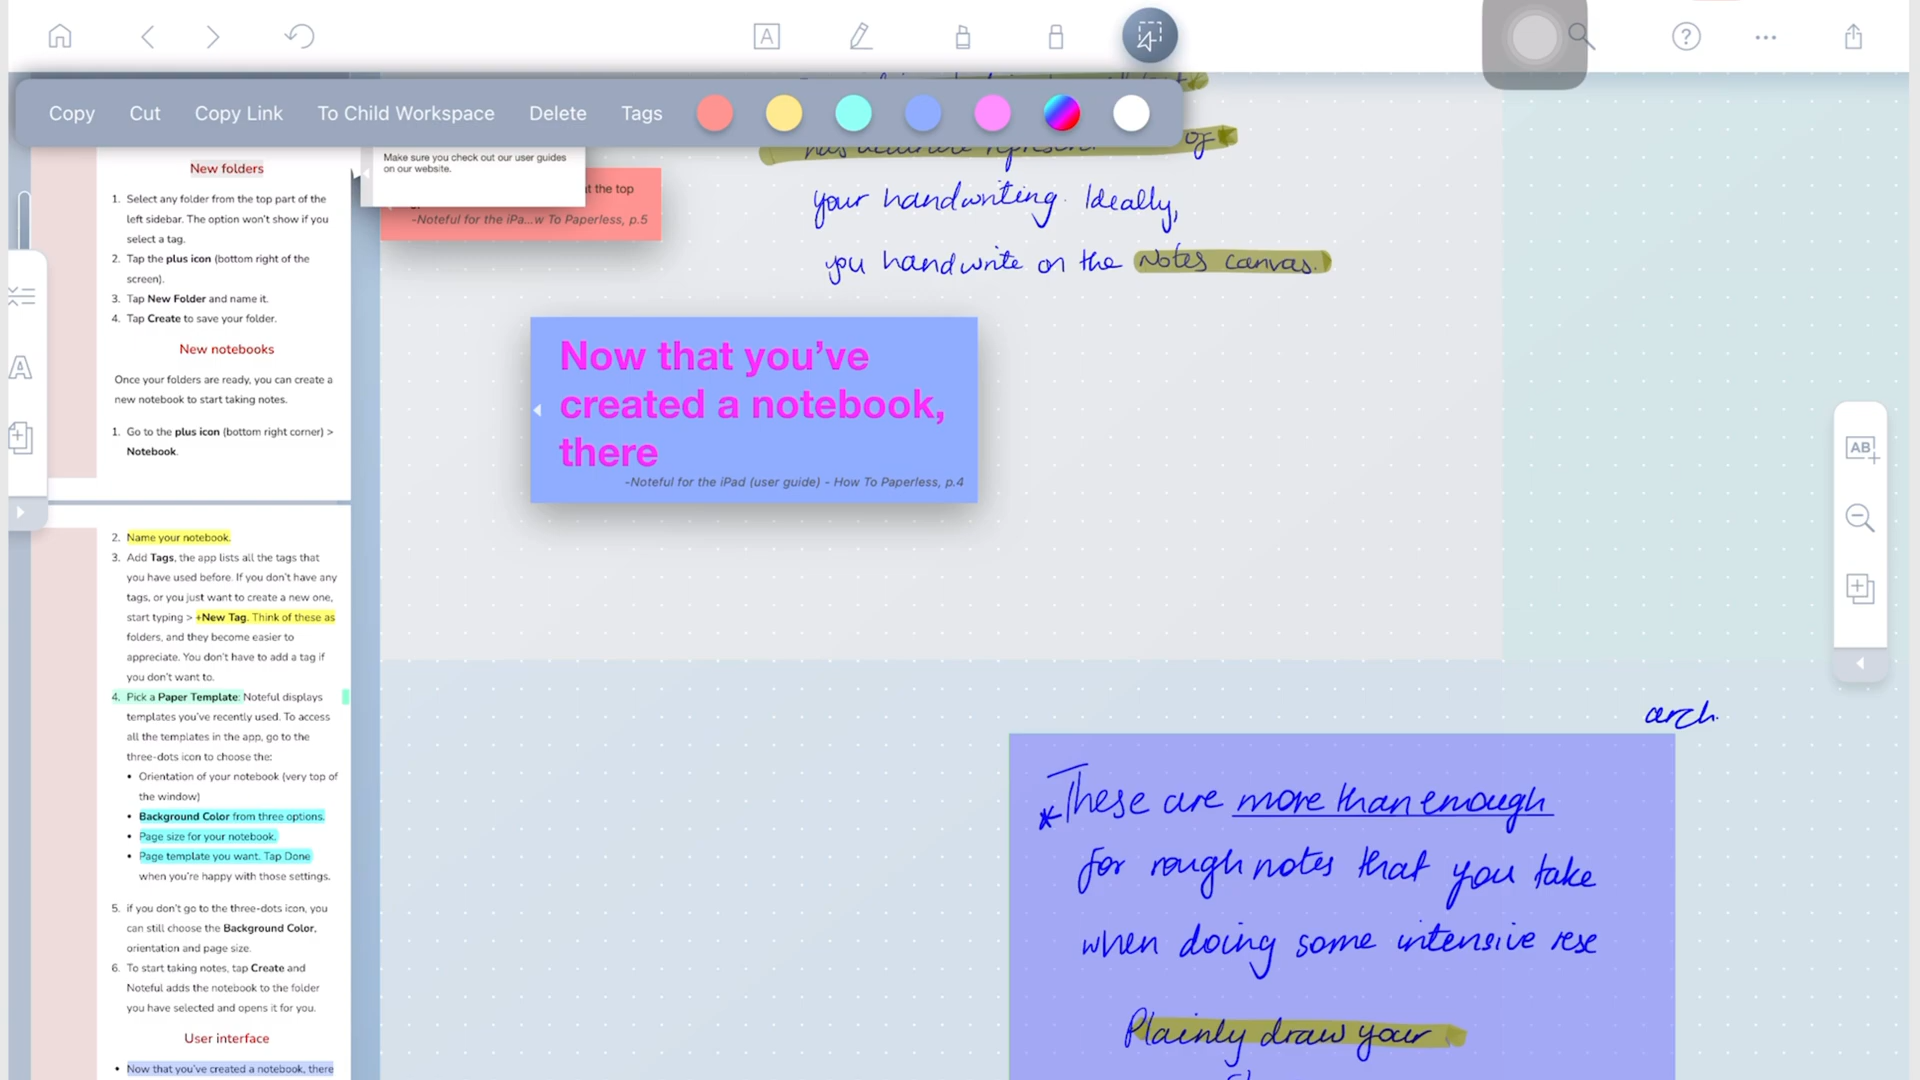 Copy Cut Copy Link To Child Workspace Delete Tags
New folders
1. Select any folder from the top part of the
left sidebar. The option won't show if you
select a tag.
2. Tap the plus icon (bottom right of the
screen).
3. Tap New Folder and name it.
4. Tap Create to save your folder.
New notebooks
Once your folders are ready, you can create a
new notebook to start taking notes.
1. Go to the plus icon (bottom right corner) >
Notebook.
2. Name your notebook.
3. Add Tags, the app lists all the tags that
you have used before. If you don't have any
tags, or you just want to create a new one,
start typing > +New Tag. Think of these as
folders, and they become easier to
appreciate. You don't have to add a tag if
you don't want to.
4. Pick a Paper Template: Noteful displays
templates you've recently used. To access
all the templates in the app, go to the
three-dots icon to choose the:
• Orientation of your notebook (very top of
the window)
• Background Color from three options.
• Page size for your notebook.
• Page template you want. Tap Done
when you're happy with those settings.
5. if you don't go to the three-dots icon, you
can still choose the Background Color,
orientation and page size.
6. To start taking notes, tap Create and
Noteful adds the notebook to the folder
you have selected and opens it for you.
User interface
• Now that you've created a notebook, there
Make sure you check out our user guides
on our website.
t the top
-Noteful for the iPa...w To Paperless, p.5
of
your handwriting. Ideally,
you handwrite on the Notes canvas.
Now that you've
created a notebook,
there
-Noteful for the iPad (user guide) - How To Paperless, p.4
arch.
*These are more than enough
for rough notes that you take
when doing some intensive rese
Plainly draw your
A
A
AB